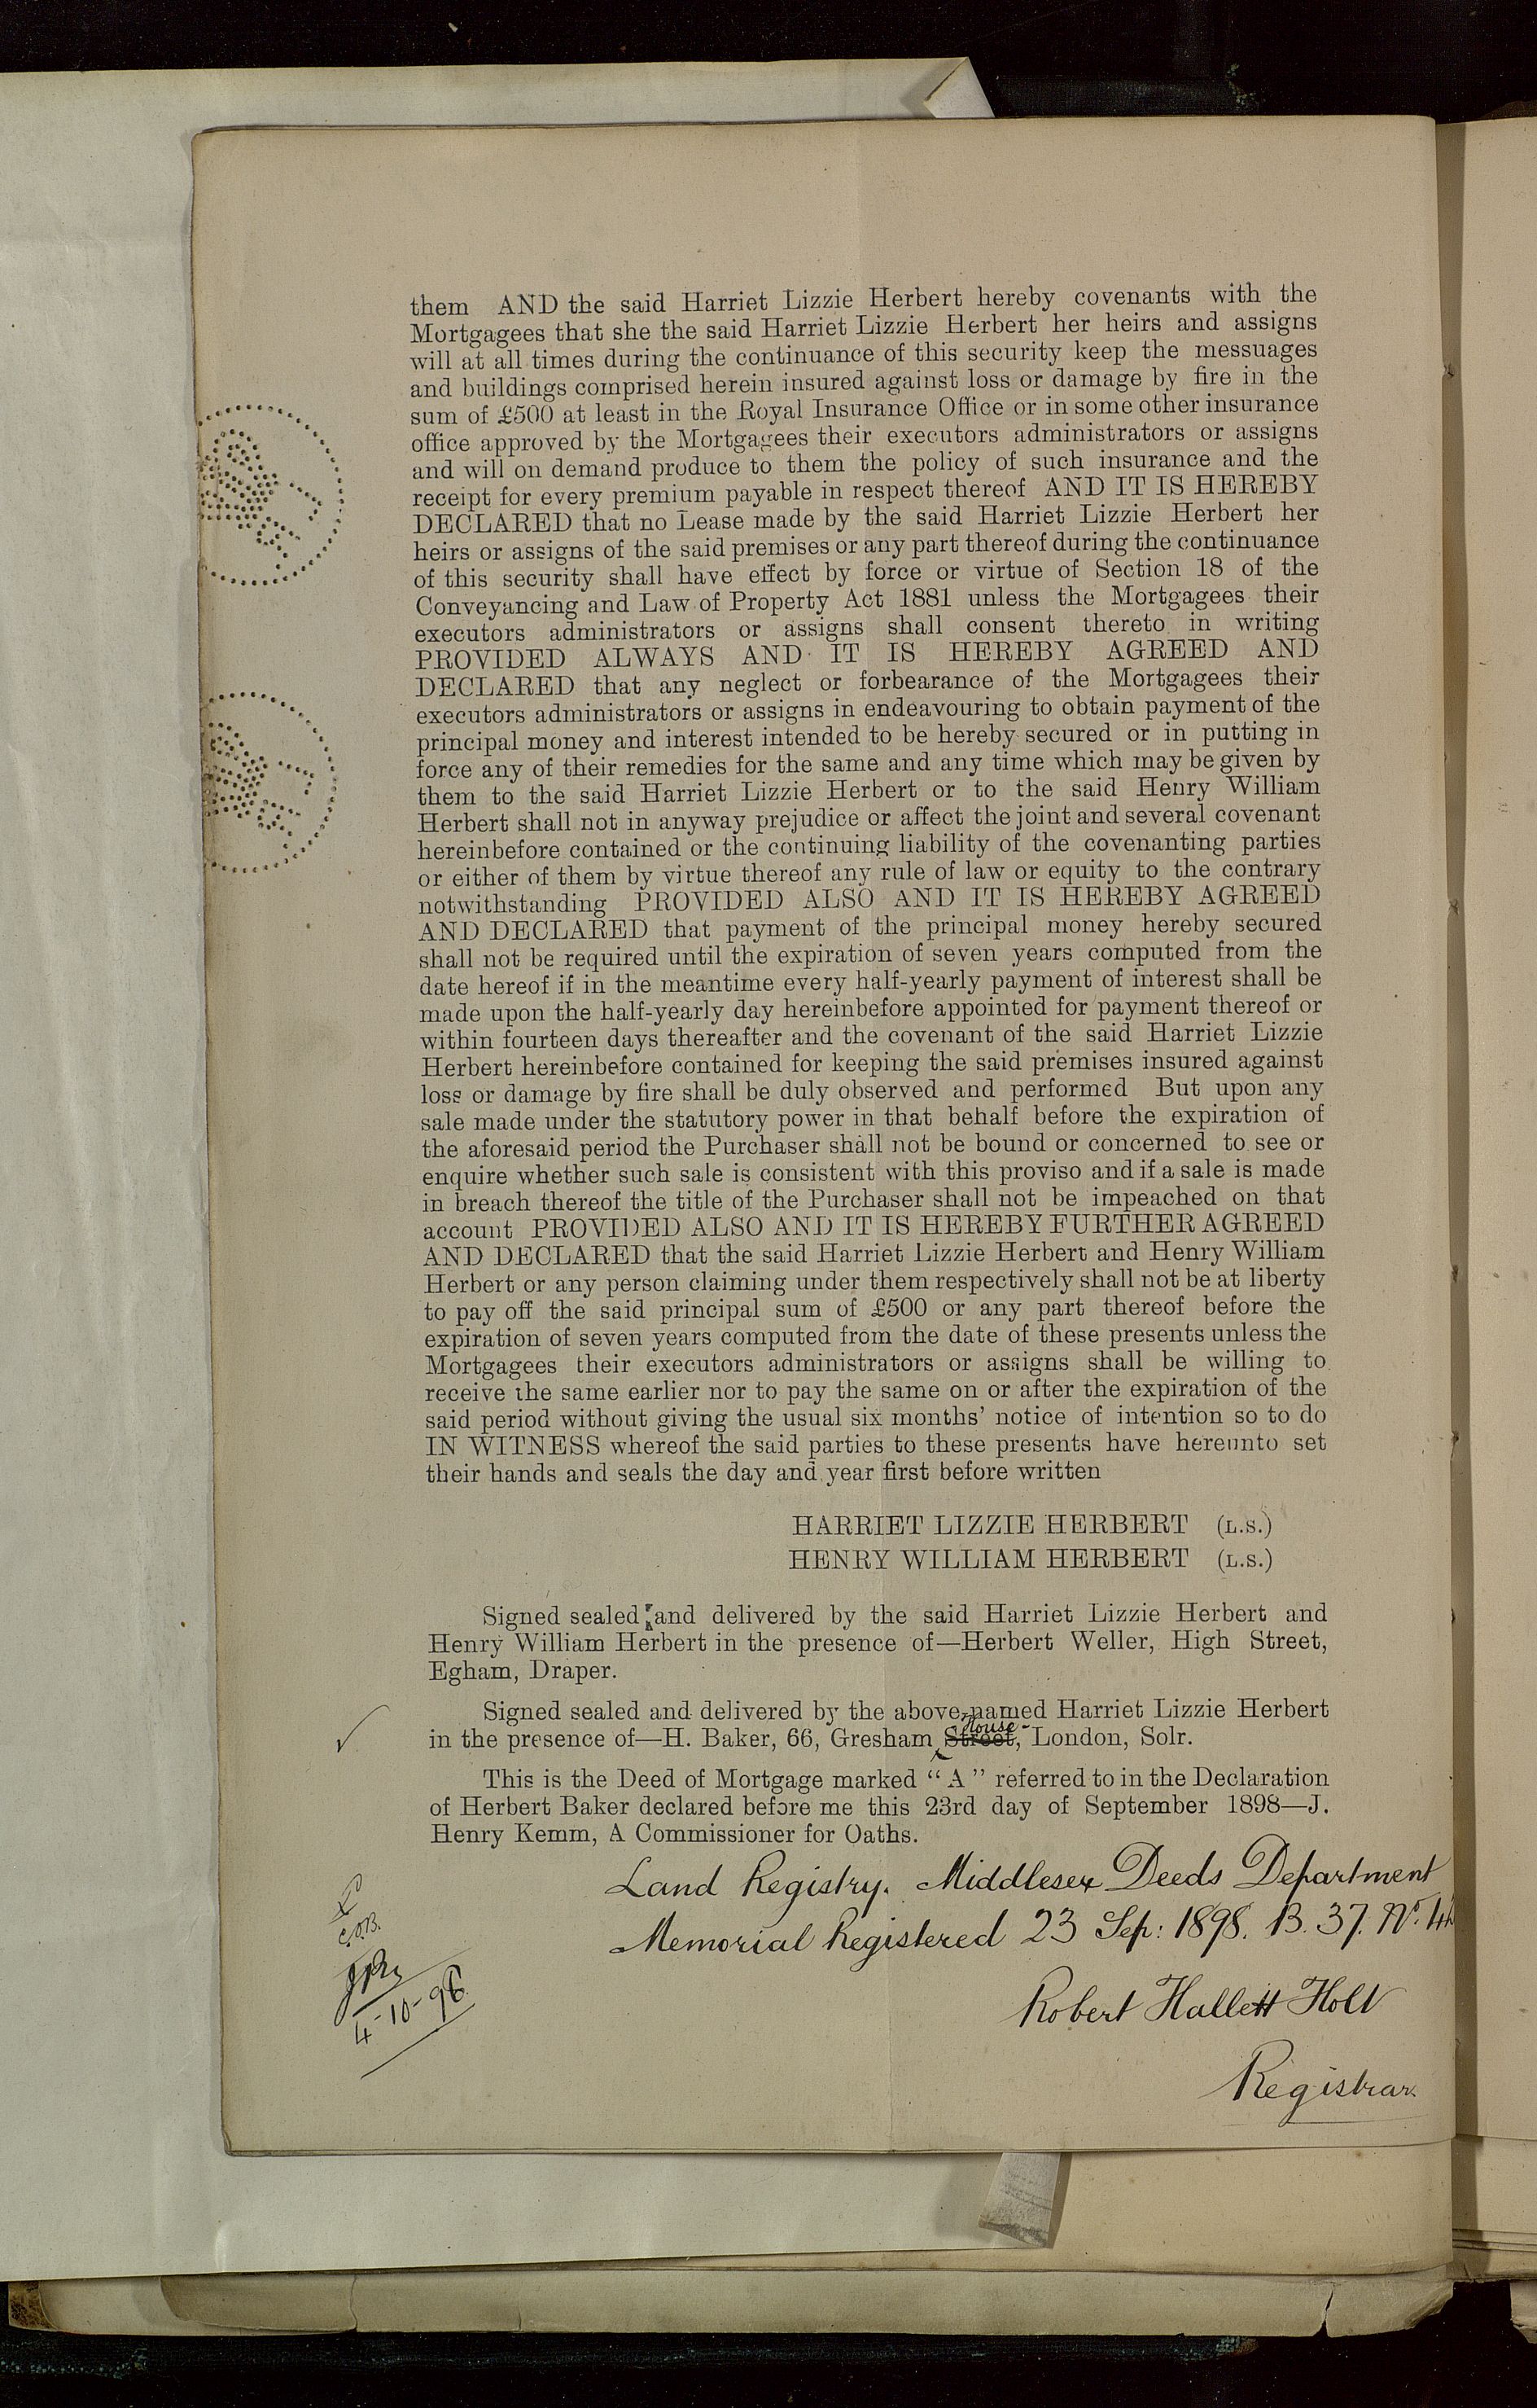 them AND the said Harriet Lizzie Herbert hereby covenants with the
Mortgagees that she the said Harriet Lizzie Herbert her heirs and assigns
will at all times during the continuance of this security keep the messuages
and buildings comprised herein insured against loss or damage by fire in the
sum of £500 at least in the Royal Insurance Office or in some other insurance
office approved by the Mortgagees their executors administrators or assigns
and will on demand produce to them the policy of such insurance and the
receipt for every premium payable in respect thereof AND IT IS HEREBY
DECLARED that no Lease made by the said Harriet Lizzie Herbert her
heirs or assigns of the said premises or any part thereof during the continuance
of this security shall have effect by force or virtue of Section 18 of the
Conveyancing and Law of Property Act 1881 unless the Mortgagees their
executors administrators or assigns shall consent thereto in writing
PROVIDED ALWAYS AND IT IS HEREBY AGREED AND
DECLARED that any neglect or forbearance of the Mortgagees their
executors administrators or assigns in endeavouring to obtain payment of the
principal money and interest intended to be hereby secured or in putting in
force any of their remedies for the same and any time which may be given by
them to the said Harriet Lizzie Herbert or to the said Henry William
Herbert shall not in anyway prejudice or affect the joint and several covenant
hereinbefore contained or the continuing liability of the covenanting parties
or either of them by virtue thereof any rule of law or equity to the contrary
notwithstanding PROVIDED ALSO AND IT IS HEREBY AGREED
AND DECLARED that payment of the principal money hereby secured
shall not be required until the expiration of seven years computed from the
date hereof if in the meantime every half-yearly payment of interest shall be
made upon the half-yearly day hereinbefore appointed for payment thereof or
within fourteen days thereafter and the covenant of the said Harriet Lizzie
Herbert hereinbefore contained for keeping the said premises insured against
loss or damage by fire shall be duly observed and performed But upon any
sale made under the statutory power in that behalf before the expiration of
the aforesaid period the Purchaser shall not be bound or concerned to see or
enquire whether such sale is consistent with this proviso and if a sale is made
in breach thereof the title of the Purchaser shall not be impeached on that
account PROVIDED ALSO AND IT IS HEREBY FURTHER AGREED
AND DECLARED that the said Harriet Lizzie Herbert and Henry William
Herbert or any person claiming under them respectively shall not be at liberty
to pay off the said principal sum of £500 or any part thereof before the
expiration of seven years computed from the date of these presents unless the
Mortgagees their executors administrators or assigns shall be willing to
receive the same earlier nor to pay the same on or after the expiration of the
said period without giving the usual six months' notice of intention so to do
IN WITNESS whereof the said parties to these presents have hereunto set
their hands and seals the day and year first before written
HARRIET LIZZIE HERBERT (L.S.)
HENRY WILLIAM HERBERT (L.S.)
Signed sealed and delivered by the said Harriet Lizzie Herbert and
Henry William Herbert in the presence of—Herbert Weller, High Street,
Egham, Draper.
Signed sealed and delivered by the above-named Harriet Lizzie Herbert
House
in the presence of—H. Baker, 66, Gresham Street, London, Solr.
This is the Deed of Mortgage marked "A" referred to in the Declaration
of Herbert Baker declared before me this 23rd day of September 1898—J.
Henry Kemm, A Commissioner for Oaths.
Land Registry. Middlesex Deeds Department
Memorial Registered 23 Sep: 1898. B. 37. No.
Robert Hallett Holt
Registrar
4-10-98